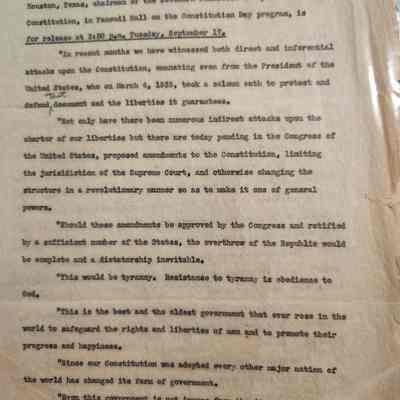 Houston, Texas, chairman of the
Constitution, in Faneuil Hall on the Constitution Day program, is
for release at 2:00 P.M. Tuesday, September 17.
"In recent months we have witnessed both direct and inferential
attacks upon the Constitution, emanating even from the President of the
United States, who on March 4, 1933, took a solemn oath to protect and
that
defend document and the liberties it guarantees.
"Not only have there been numerous indirect attacks upon the
charter of our liberties but there are today pending in the Congress of
the United States, proposed amendments to the Constitution, limiting
the jurisidiction of the Supreme Court, and otherwise changing the
structure in a revolutionary manner so as to make it one of general
powers.
"Should these amendments be approved by the Congress and ratified
by a sufficient number of the States, the overthrow of the Republic would
be complete and a dictatorship inevitable.
"This would be tyranny. Resistance to tyranny is obedience to
God.
"This is the best and the oldest government that ever rose in the
world to safeguard the rights and liberties of man and to promote their
progress and happiness.
"Since our Constitution was adopted every other major nation of
the world has changed its form of government.
this government is not